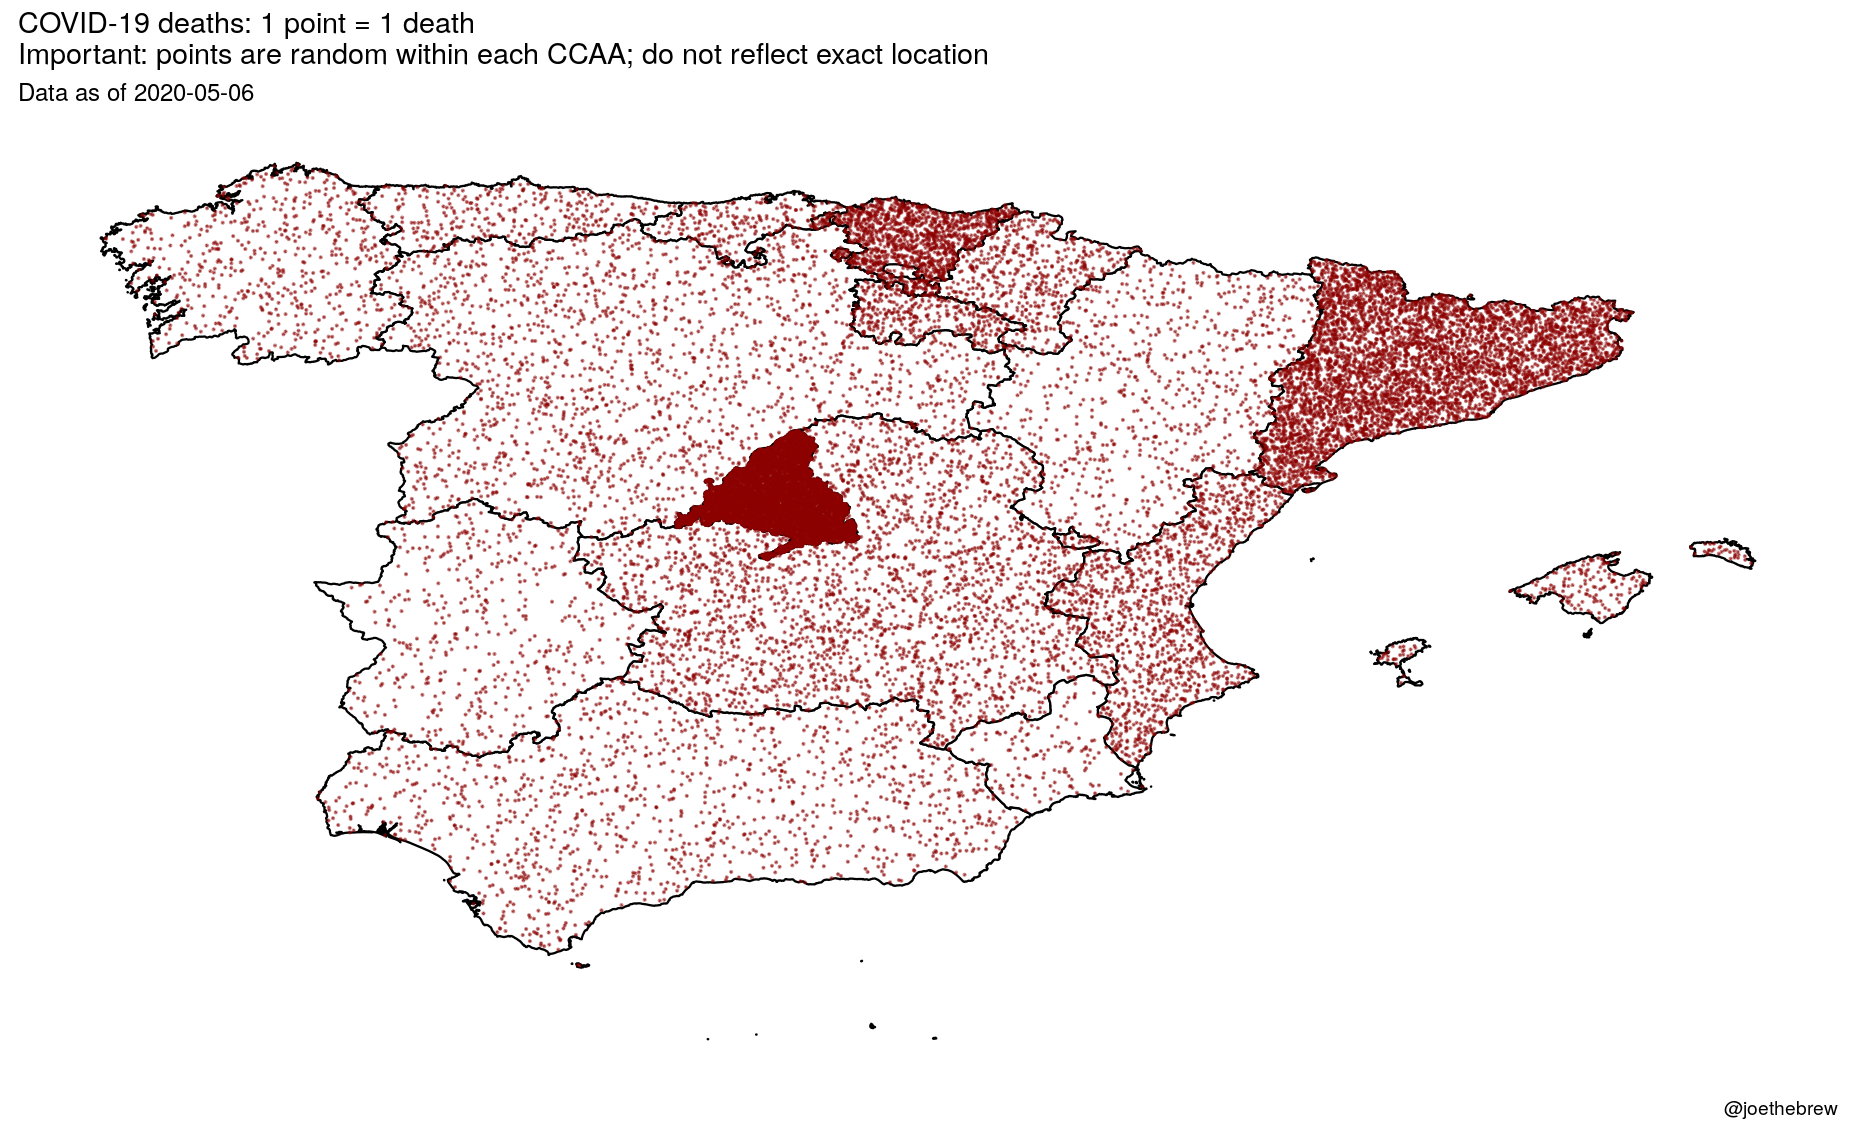 COVID-19 deaths: 1 point = 1 death
Important: points are random within each CCAA; do not reflect exact location
Data as of 2020-05-06
@joethebrew